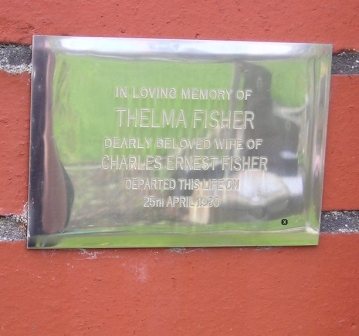 IN LOVING MEMORY OF
THELMA FISHER
DEARLY BELOVED WIFE OF
CHARLES ERNEST FISHER
DEPARTED THIS LIFE ON
25TH APRIL